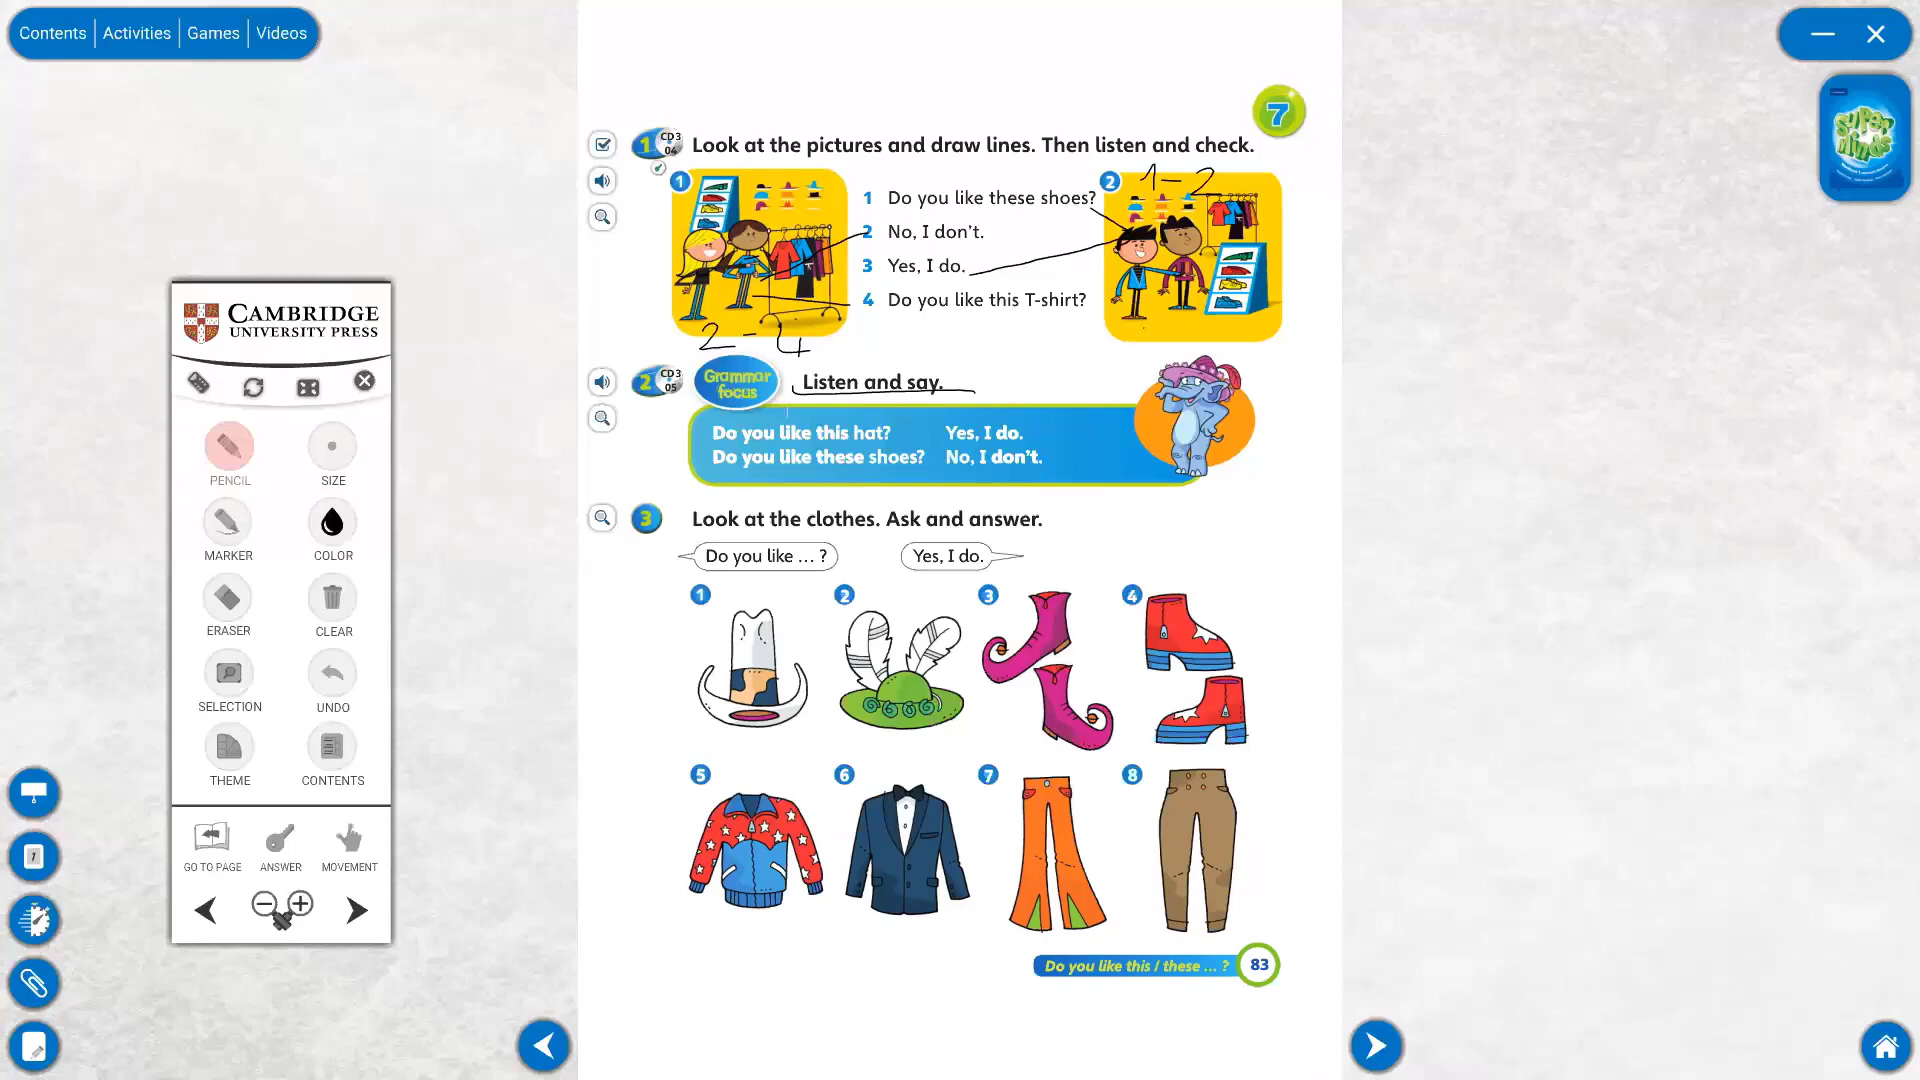 Contents Activities Games Videos
7
1 CD3 04 Look at the pictures and draw lines. Then listen and check.
1
1 Do you like these shoes?
2 No, I don't.
3 Yes, I do.
4 Do you like this T-shirt?
2
1-2
2-4
2 CD3 05 Grammar focus Listen and say.
Do you like this hat? Yes, I do.
Do you like these shoes? No, I don't.
3 Look at the clothes. Ask and answer.
Do you like ... ? Yes, I do.
1 2 3 4
5 6 7 8
Do you like this / these ... ? 83
CAMBRIDGE
UNIVERSITY PRESS
PENCIL SIZE
MARKER COLOR
ERASER CLEAR
SELECTION UNDO
THEME CONTENTS
GO TO PAGE ANSWER MOVEMENT
Super Minds